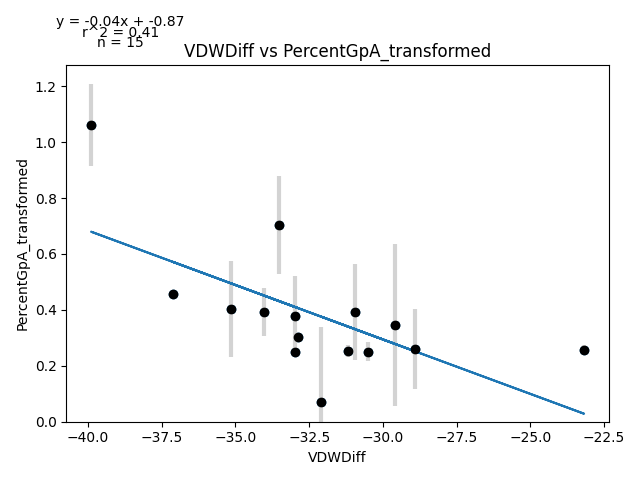 y = -0.04x + -0.87
r^2 = 0.41
n = 15
VDWDiff vs PercentGpA_transformed
PercentGpA_transformed
1.2
1.0
0.8
0.6
0.4
0.2
0.0
−40.0 −37.5 −35.0 −32.5 −30.0 −27.5 −25.0 −22.5
VDWDiff